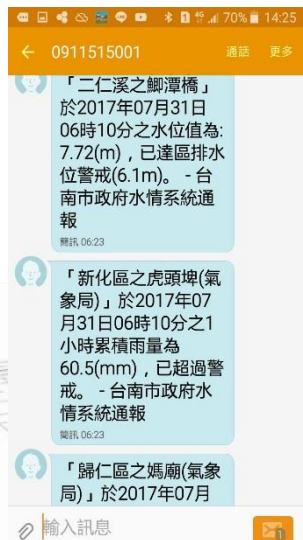 70% 14:25
0911515001 通話 更多
「二仁溪之鯽潭橋」
於2017年07月31日
06時10分之水位值為:
7.72(m)，已達區排水
位警戒(6.1m)。 - 台
南市政府水情系統通
報
簡訊 06:23
「新化區之虎頭埤(氣
象局)」於2017年07
月31日06時10分之1
小時累積雨量為
60.5(mm)，已超過警
戒。 - 台南市政府水
情系統通報
簡訊 06:23
「歸仁區之媽廟(氣象
局)」於2017年07月
輸入訊息
1